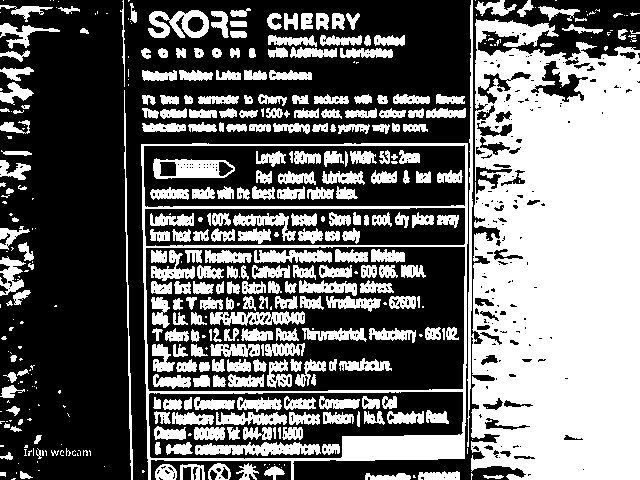 SKORE CHERRY
CONDOMS
Flavoured, Coloured & Dotted
with Additional Lubrication
Natural Rubber Latex Male Condoms
It's time to surrender to Cherry that seduces with its delicious flavour.
The dotted texture with over 1500+ raised dots, sensual colour and additional
lubrication makes it even more tempting and a yummy way to score.
Length: 180mm (Min.) Width: 53±2mm
Red coloured, lubricated, dotted & teat ended
condoms made with the finest natural rubber latex.
Lubricated • 100% electronically tested • Store in a cool, dry place away
from heat and direct sunlight • For single use only
Mfd By: TTK Healthcare Limited-Protective Devices Division
Registered Office: No.6, Cathedral Road, Chennai - 600 086. INDIA.
Read first letter of the Batch No. for Manufacturing address.
Mfg. at: 'V' refers to - 20, 21, Perali Road, Virudhunagar - 626001.
Mfg. Lic. No.: MFG/MD/2022/000400
'T' refers to - 12, K.P. Natham Road, Thiruvandarkoil, Puducherry - 605102.
Mfg. Lic. No.: MFG/MD/2019/000047
Refer code on foil inside the pack for place of manufacture.
Complies with the Standard IS/ISO 4074
In case of Consumer Complaints Contact: Consumer Care Cell
TTK Healthcare Limited-Protective Devices Division | No.6, Cathedral Road,
Chennai - 600086 Tel: 044-28115800
e-mail:
Iriun webcam